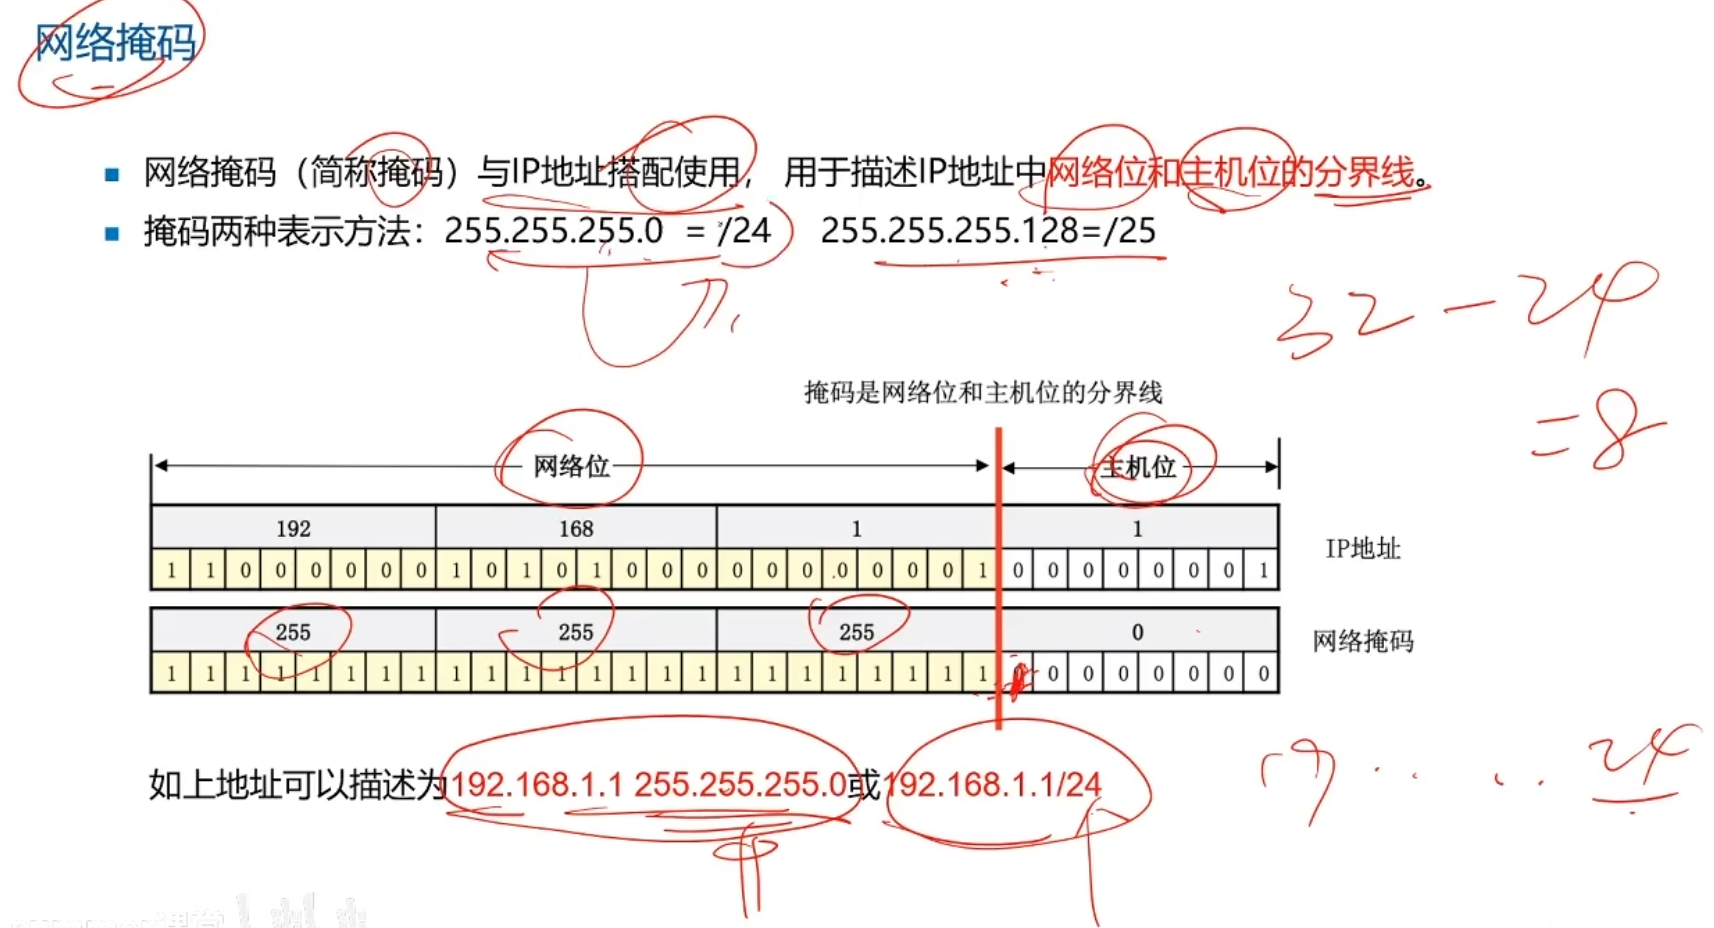 网络掩码
■ 网络掩码（简称掩码）与IP地址搭配使用， 用于描述IP地址中网络位和主机位的分界线。
■ 掩码两种表示方法：255.255.255.0 = /24 255.255.255.128=/25
32-24
=8
掩码是网络位和主机位的分界线
网络位 主机位
192 168 1 1
IP地址
1 1 0 0 0 0 0 0 1 0 1 0 1 0 0 0 0 0 0 0 0 0 0 1 0 0 0 0 0 0 0 1
255 255 255 0
网络掩码
1 1 1 1 1 1 1 1 1 1 1 1 1 1 1 1 1 1 1 1 1 1 1 1 0 0 0 0 0 0 0 0
24
如上地址可以描述为192.168.1.1 255.255.255.0或192.168.1.1/24
课堂